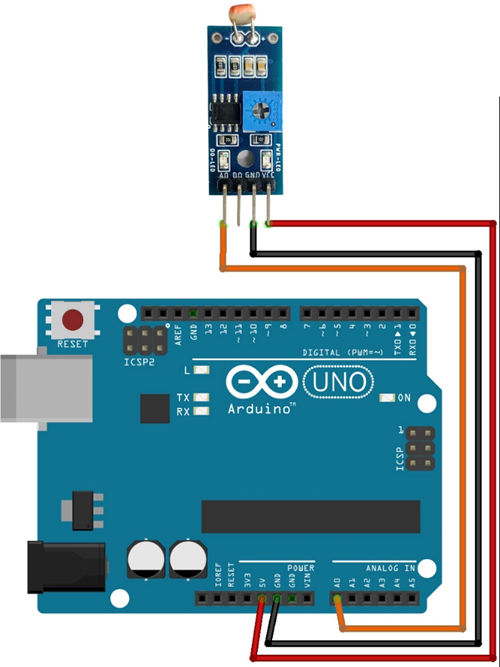 - +
DO-LED
PWR-LED
A0 DO GND VCC
RESET
ICSP2
AREF
GND
13
12
~11
~10
~9
8
7
~6
~5
4
~3
2
TX0▶1
RX0◀0
DIGITAL (PWM=~)
L
TX
RX
UNO
Arduino™
ON
1
ICSP
IOREF
RESET
3V3
5V
GND
GND
VIN
POWER
ANALOG IN
A0
A1
A2
A3
A4
A5